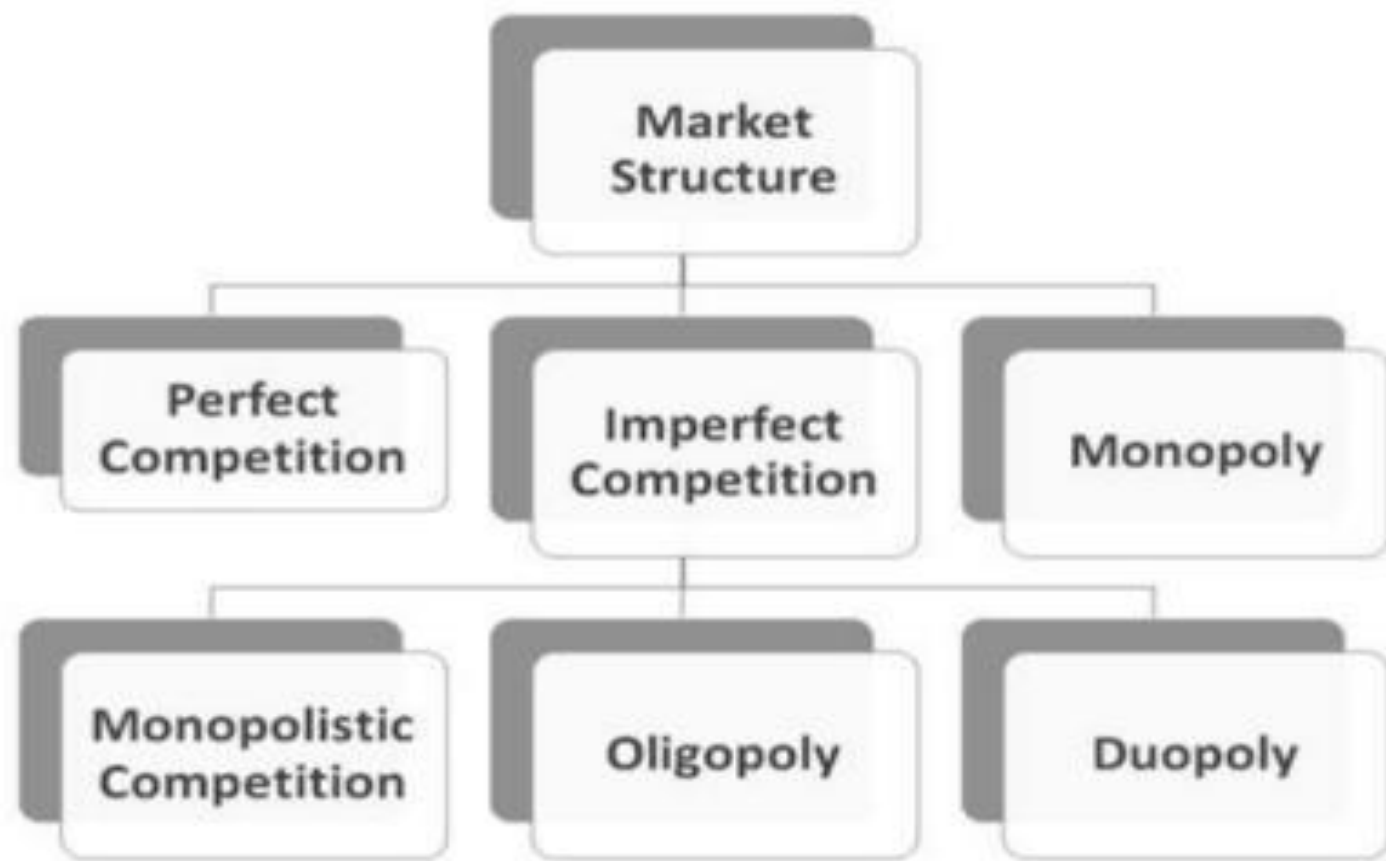 Market
Structure
Perfect
Competition
Imperfect
Competition
Monopoly
Monopolistic
Competition
Oligopoly
Duopoly